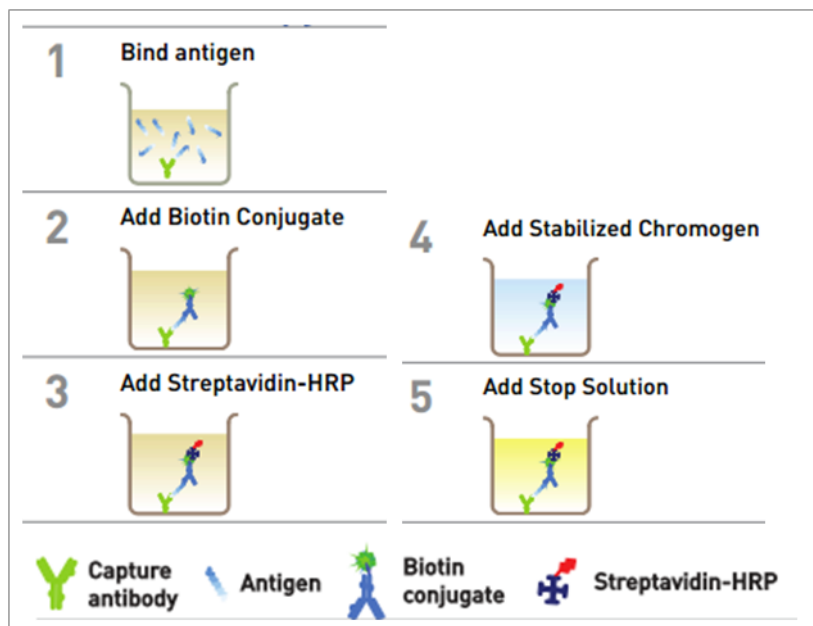 1
Bind antigen
2
Add Biotin Conjugate
3
Add Streptavidin-HRP
4
Add Stabilized Chromogen
5
Add Stop Solution
Capture
antibody
Antigen
Biotin
conjugate
Streptavidin-HRP